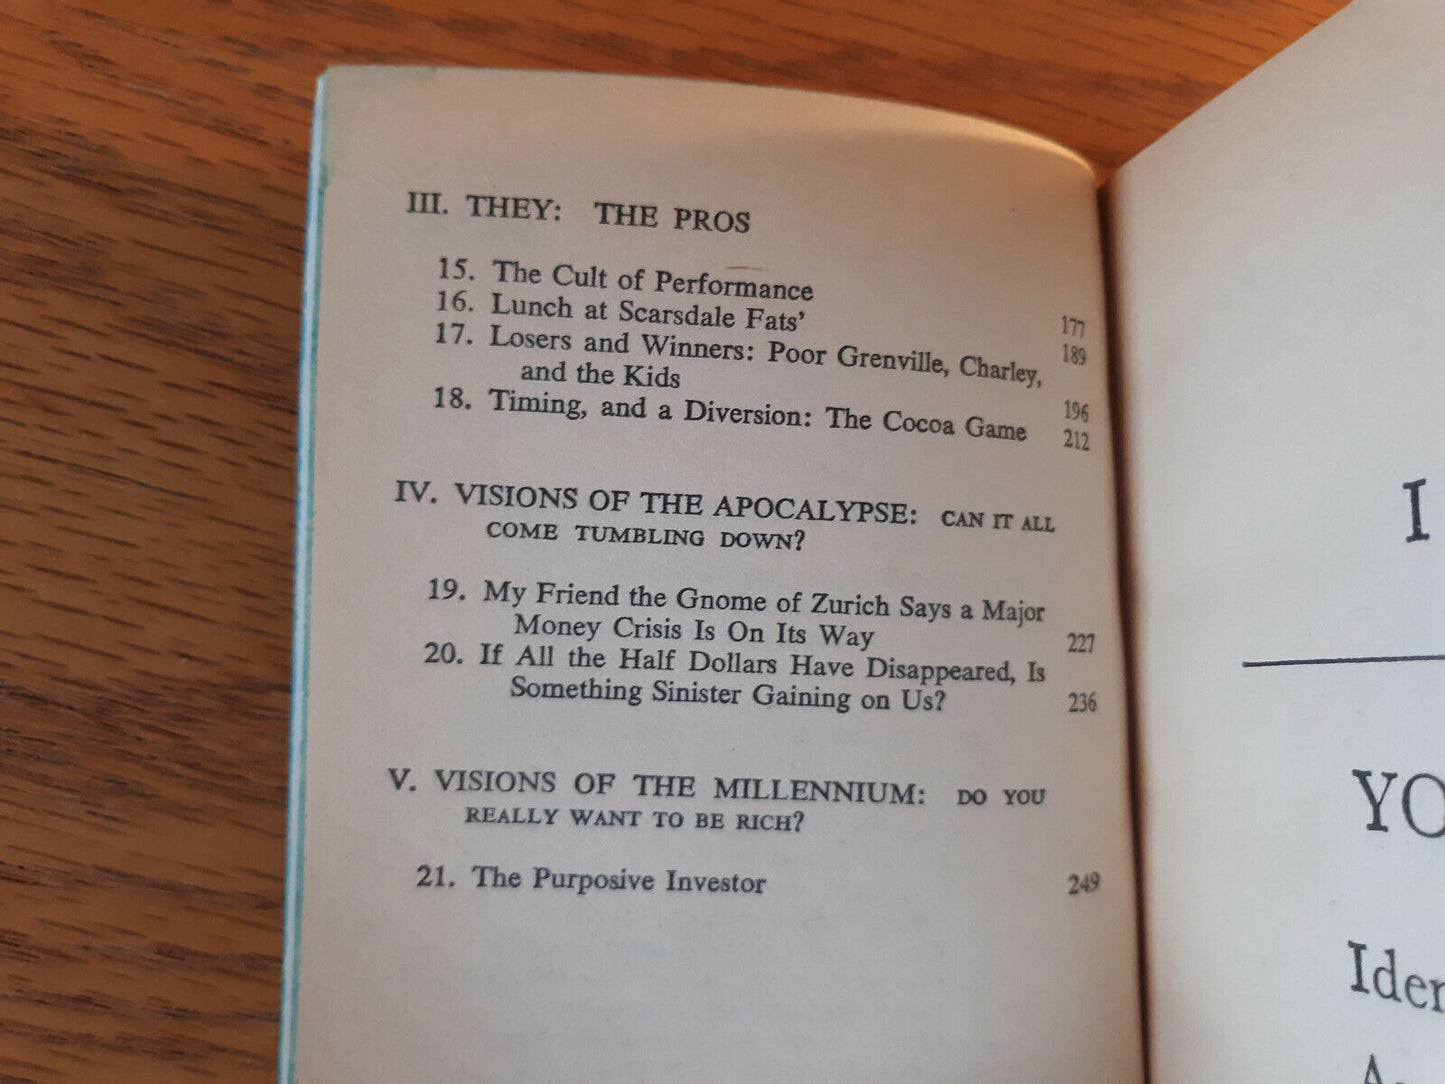 III. THEY: THE PROS
15. The Cult of Performance 177
16. Lunch at Scarsdale Fats' 189
17. Losers and Winners: Poor Grenville, Charley,
and the Kids 196
18. Timing, and a Diversion: The Cocoa Game 212
IV. VISIONS OF THE APOCALYPSE: CAN IT ALL
COME TUMBLING DOWN?
19. My Friend the Gnome of Zurich Says a Major
Money Crisis Is On Its Way 227
20. If All the Half Dollars Have Disappeared, Is
Something Sinister Gaining on Us? 236
V. VISIONS OF THE MILLENNIUM: DO YOU
REALLY WANT TO BE RICH?
21. The Purposive Investor 249
I
YO
Iden